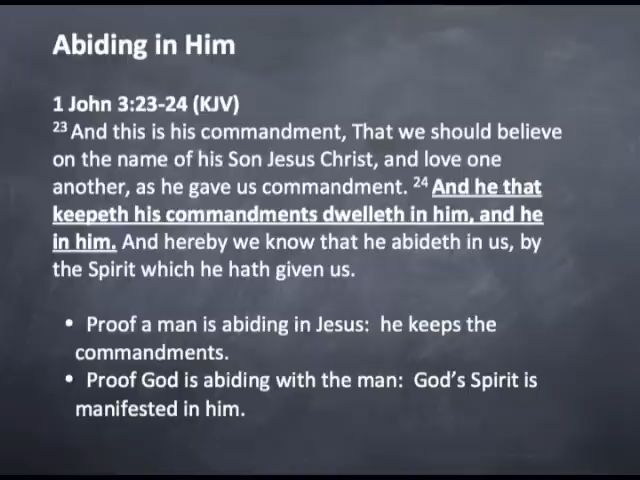 Abiding in Him
1 John 3:23-24 (KJV)
23 And this is his commandment, That we should believe
on the name of his Son Jesus Christ, and love one
another, as he gave us commandment. 24 And he that
keepeth his commandments dwelleth in him, and he
in him. And hereby we know that he abideth in us, by
the Spirit which he hath given us.
• Proof a man is abiding in Jesus: he keeps the
commandments.
• Proof God is abiding with the man: God's Spirit is
manifested in him.